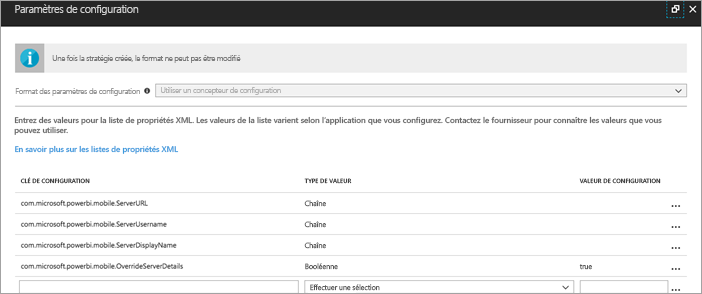 Paramètres de configuration
Une fois la stratégie créée, le format ne peut pas être modifié
Format des paramètres de configuration
Utiliser un concepteur de configuration
Entrez des valeurs pour la liste de propriétés XML. Les valeurs de la liste varient selon l'application que vous configurez. Contactez le fournisseur pour connaître les valeurs que vous
pouvez utiliser.
En savoir plus sur les listes de propriétés XML
CLÉ DE CONFIGURATION TYPE DE VALEUR VALEUR DE CONFIGURATION
com.microsoft.powerbi.mobile.ServerURL Chaîne ...
com.microsoft.powerbi.mobile.ServerUsername Chaîne ...
com.microsoft.powerbi.mobile.ServerDisplayName Chaîne ...
com.microsoft.powerbi.mobile.OverrideServerDetails Booléenne true ...
Effectuer une sélection ...